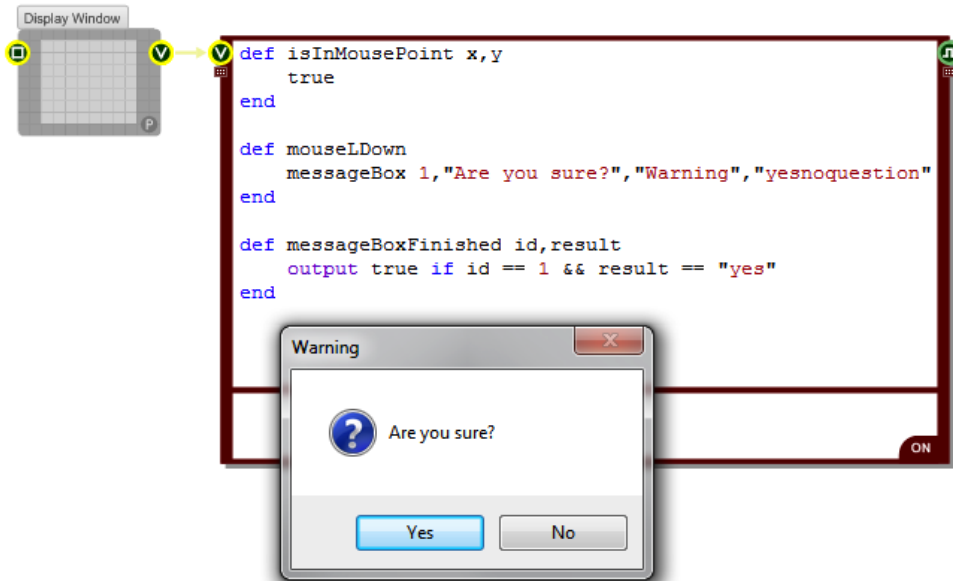 Display Window
V
V
P
def isInMousePoint x,y
true
end
def mouseLDown
messageBox 1,"Are you sure?","Warning","yesnoquestion"
end
def messageBoxFinished id,result
output true if id == 1 && result == "yes"
end
ON
Warning
Are you sure?
Yes
No